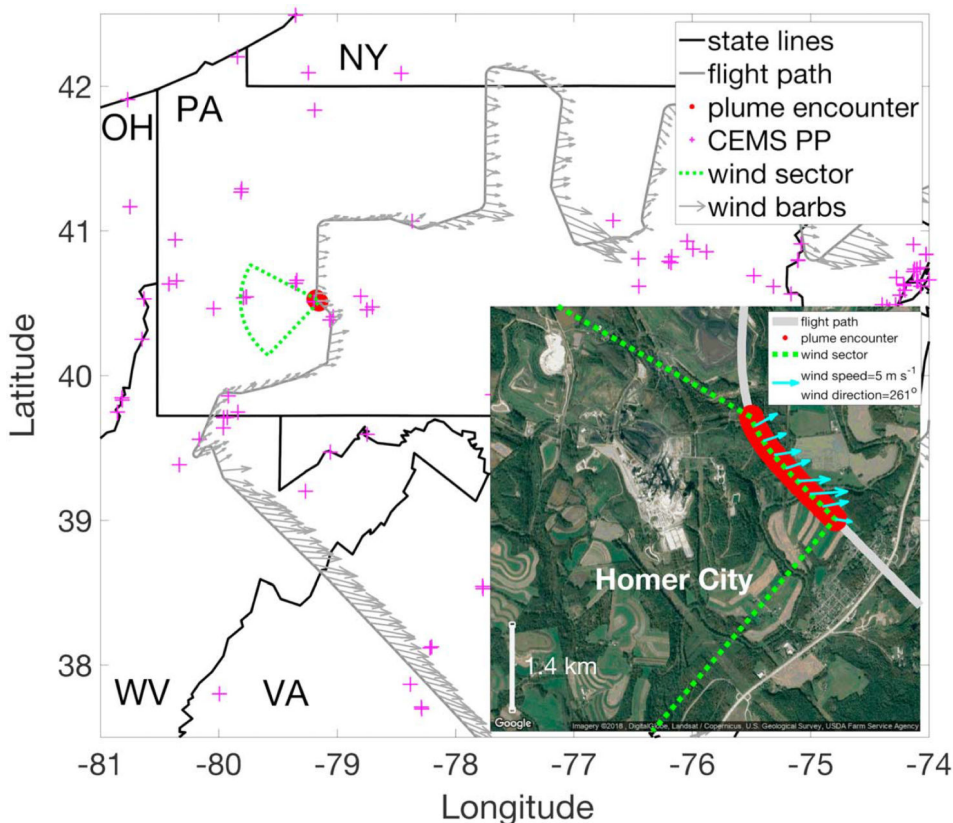 NY
PA
OH
WV
VA
state lines
flight path
plume encounter
CEMS PP
wind sector
wind barbs
flight path
plume encounter
wind sector
wind speed=5 m s⁻¹
wind direction=261°
Homer City
1.4 km
Google
Imagery ©2018 , DigitalGlobe, Landsat / Copernicus, U.S. Geological Survey, USDA Farm Service Agency
42
41
40
39
38
Latitude
-81 -80 -79 -78 -77 -76 -75 -74
Longitude